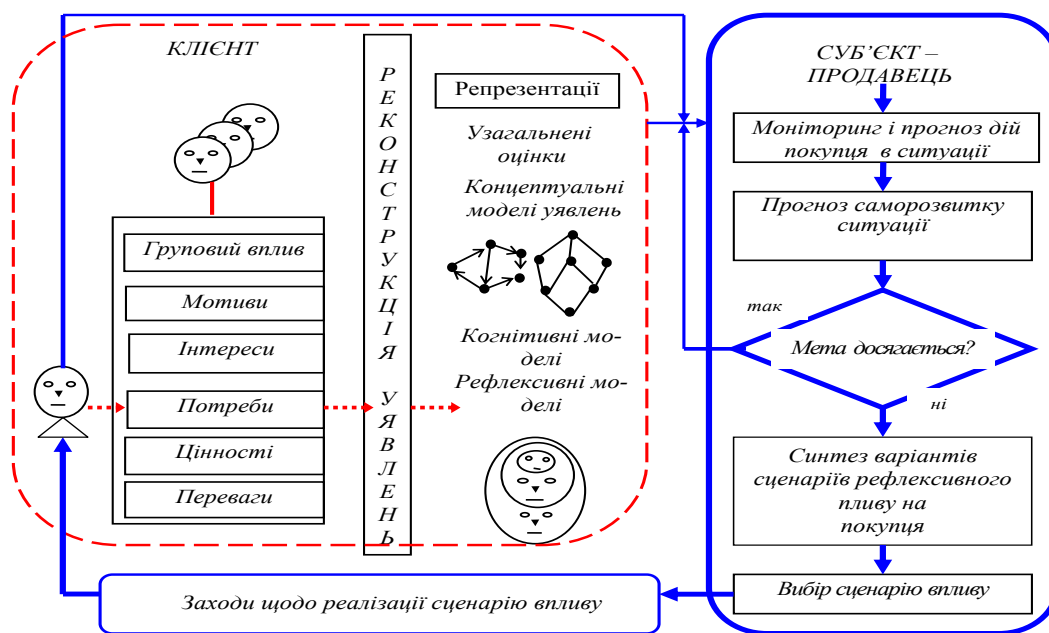 КЛІЄНТ
Груповий вплив
Мотиви
Інтереси
Потреби
Цінності
Переваги
РЕКОНСТРУКЦІЯ УЯВЛЕНЬ
Репрезентації
Узагальнені
оцінки
Концептуальні
моделі уявлень
Когнітивні мо-
делі
Рефлексивні мо-
делі
СУБ’ЄКТ –
ПРОДАВЕЦЬ
Моніторинг і прогноз дій
покупця в ситуації
Прогноз саморозвитку
ситуації
так
Мета досягається?
ні
Синтез варіантів
сценаріїв рефлексивного
пливу на
покупця
Вибір сценарію впливу
Заходи щодо реалізації сценарію впливу